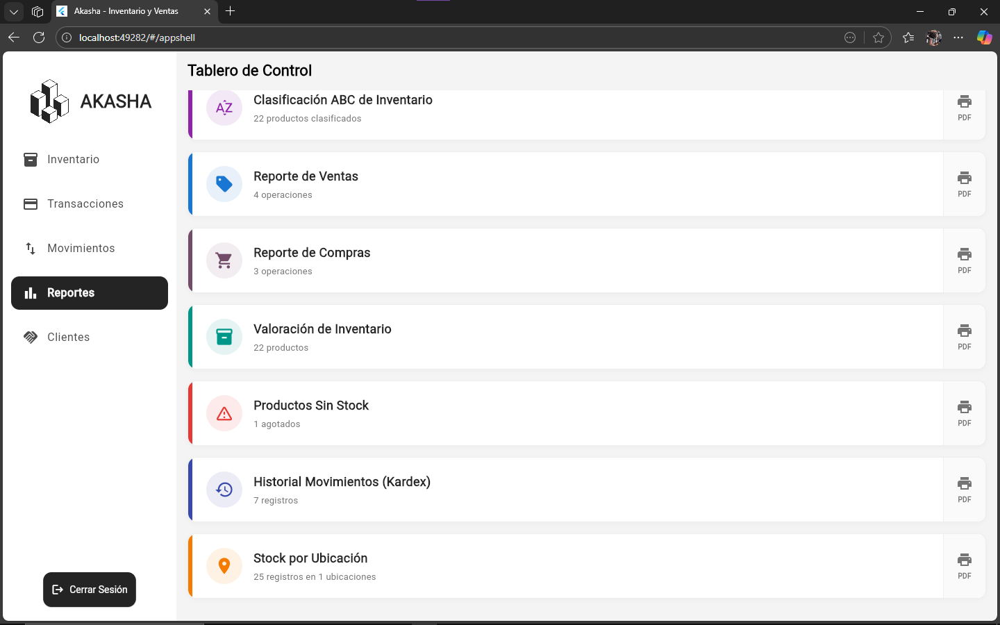 Akasha - Inventario y Ventas
localhost:49282/#/appshell
AKASHA
Inventario
Transacciones
Movimientos
Reportes
Clientes
Cerrar Sesión
Tablero de Control
AZ
Clasificación ABC de Inventario
22 productos clasificados
PDF
Reporte de Ventas
4 operaciones
PDF
Reporte de Compras
3 operaciones
PDF
Valoración de Inventario
22 productos
PDF
Productos Sin Stock
1 agotados
PDF
Historial Movimientos (Kardex)
7 registros
PDF
Stock por Ubicación
25 registros en 1 ubicaciones
PDF